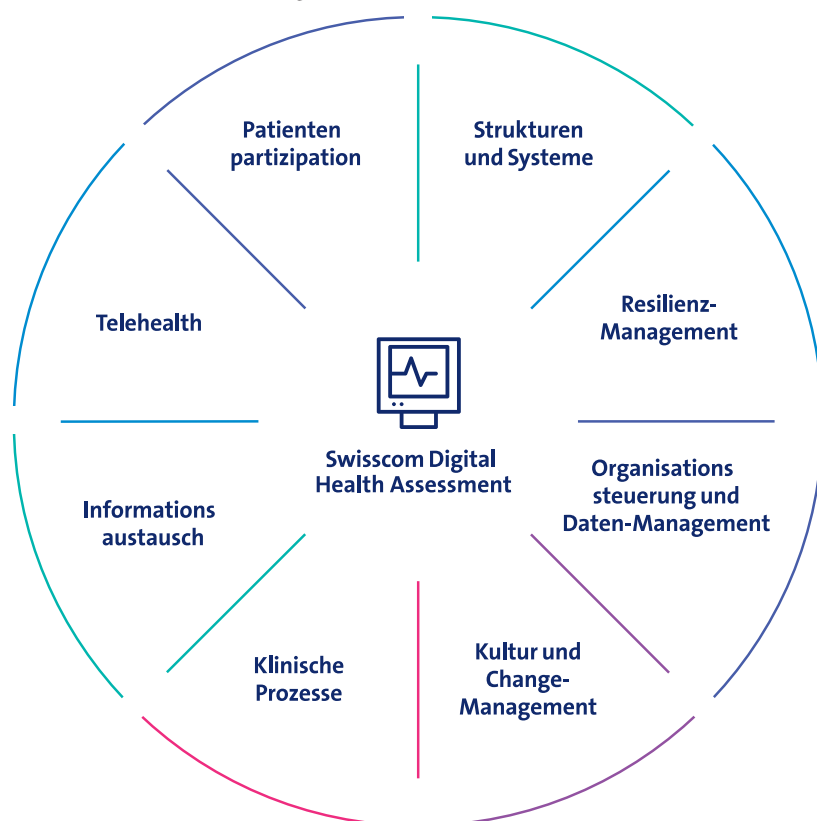 Patienten
partizipation
Strukturen
und Systeme
Telehealth
Resilienz-
Management
Swisscom Digital
Health Assessment
Organisations
steuerung und
Daten-Management
Informations
austausch
Klinische
Prozesse
Kultur und
Change-
Management